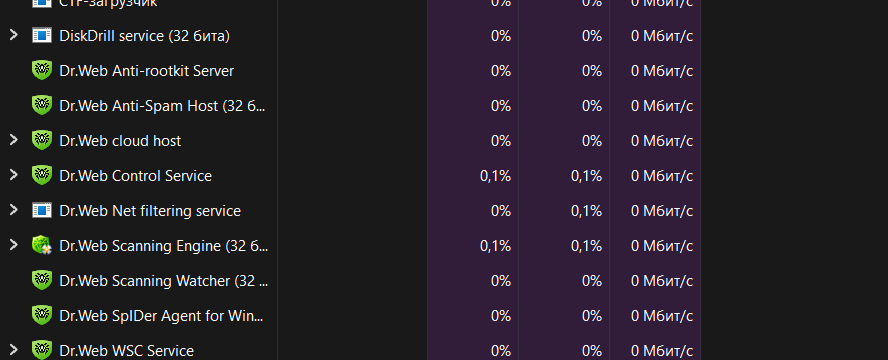 CTF-загрузчик 0% 0% 0 Мбит/с
DiskDrill service (32 бита) 0% 0% 0 Мбит/с
Dr.Web Anti-rootkit Server 0% 0% 0 Мбит/с
Dr.Web Anti-Spam Host (32 б... 0% 0% 0 Мбит/с
Dr.Web cloud host 0% 0% 0 Мбит/с
Dr.Web Control Service 0,1% 0,1% 0 Мбит/с
Dr.Web Net filtering service 0% 0,1% 0 Мбит/с
Dr.Web Scanning Engine (32 б... 0,1% 0,1% 0 Мбит/с
Dr.Web Scanning Watcher (32 ... 0% 0% 0 Мбит/с
Dr.Web SpIDer Agent for Win... 0% 0% 0 Мбит/с
Dr.Web WSC Service 0% 0% 0 Мбит/с